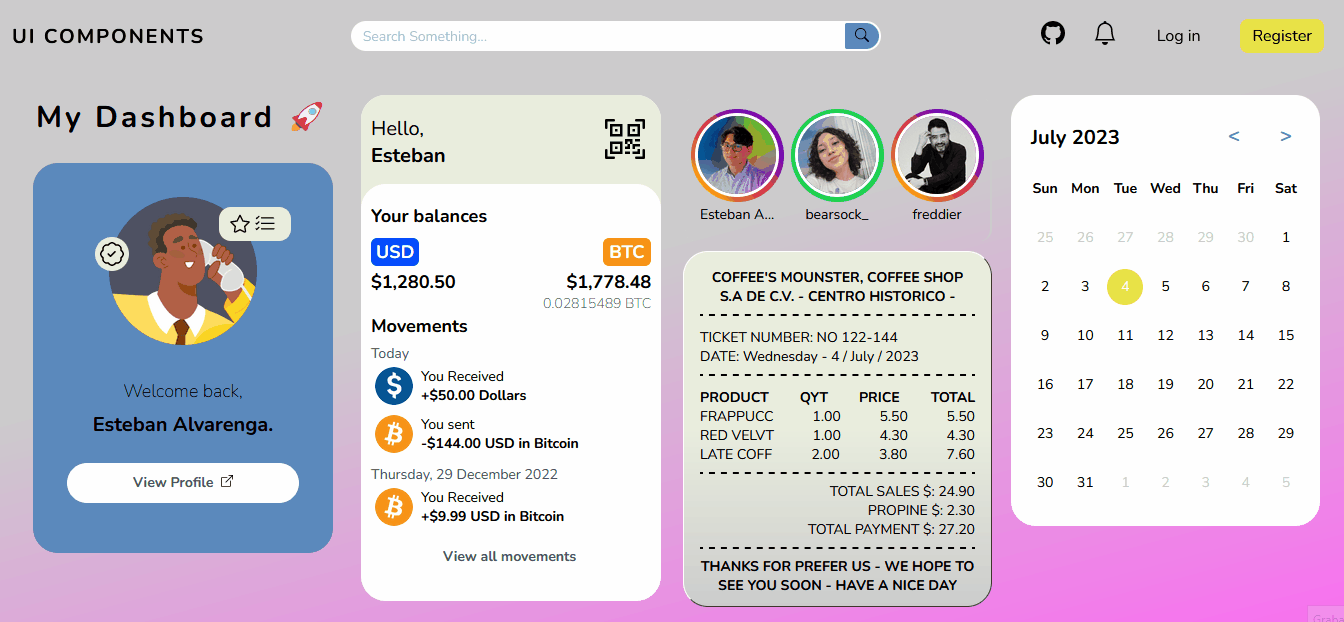 UI COMPONENTS
Search Something...
Log in
Register
My Dashboard
Welcome back,
Esteban Alvarenga.
View Profile
Hello,
Esteban
Your balances
USD BTC
$1,280.50 $1,778.48
0.02815489 BTC
Movements
Today
You Received
+$50.00 Dollars
You sent
-$144.00 USD in Bitcoin
Thursday, 29 December 2022
You Received
+$9.99 USD in Bitcoin
View all movements
Esteban A... bearsock_ freddier
COFFEE'S MOUNSTER, COFFEE SHOP
S.A DE C.V. - CENTRO HISTORICO -
TICKET NUMBER: NO 122-144
DATE: Wednesday - 4 / July / 2023
PRODUCT QYT PRICE TOTAL
FRAPPUCC 1.00 5.50 5.50
RED VELVT 1.00 4.30 4.30
LATE COFF 2.00 3.80 7.60
TOTAL SALES $: 24.90
PROPINE $: 2.30
TOTAL PAYMENT $: 27.20
THANKS FOR PREFER US - WE HOPE TO
SEE YOU SOON - HAVE A NICE DAY
July 2023 < >
Sun Mon Tue Wed Thu Fri Sat
25 26 27 28 29 30 1
2 3 4 5 6 7 8
9 10 11 12 13 14 15
16 17 18 19 20 21 22
23 24 25 26 27 28 29
30 31 1 2 3 4 5